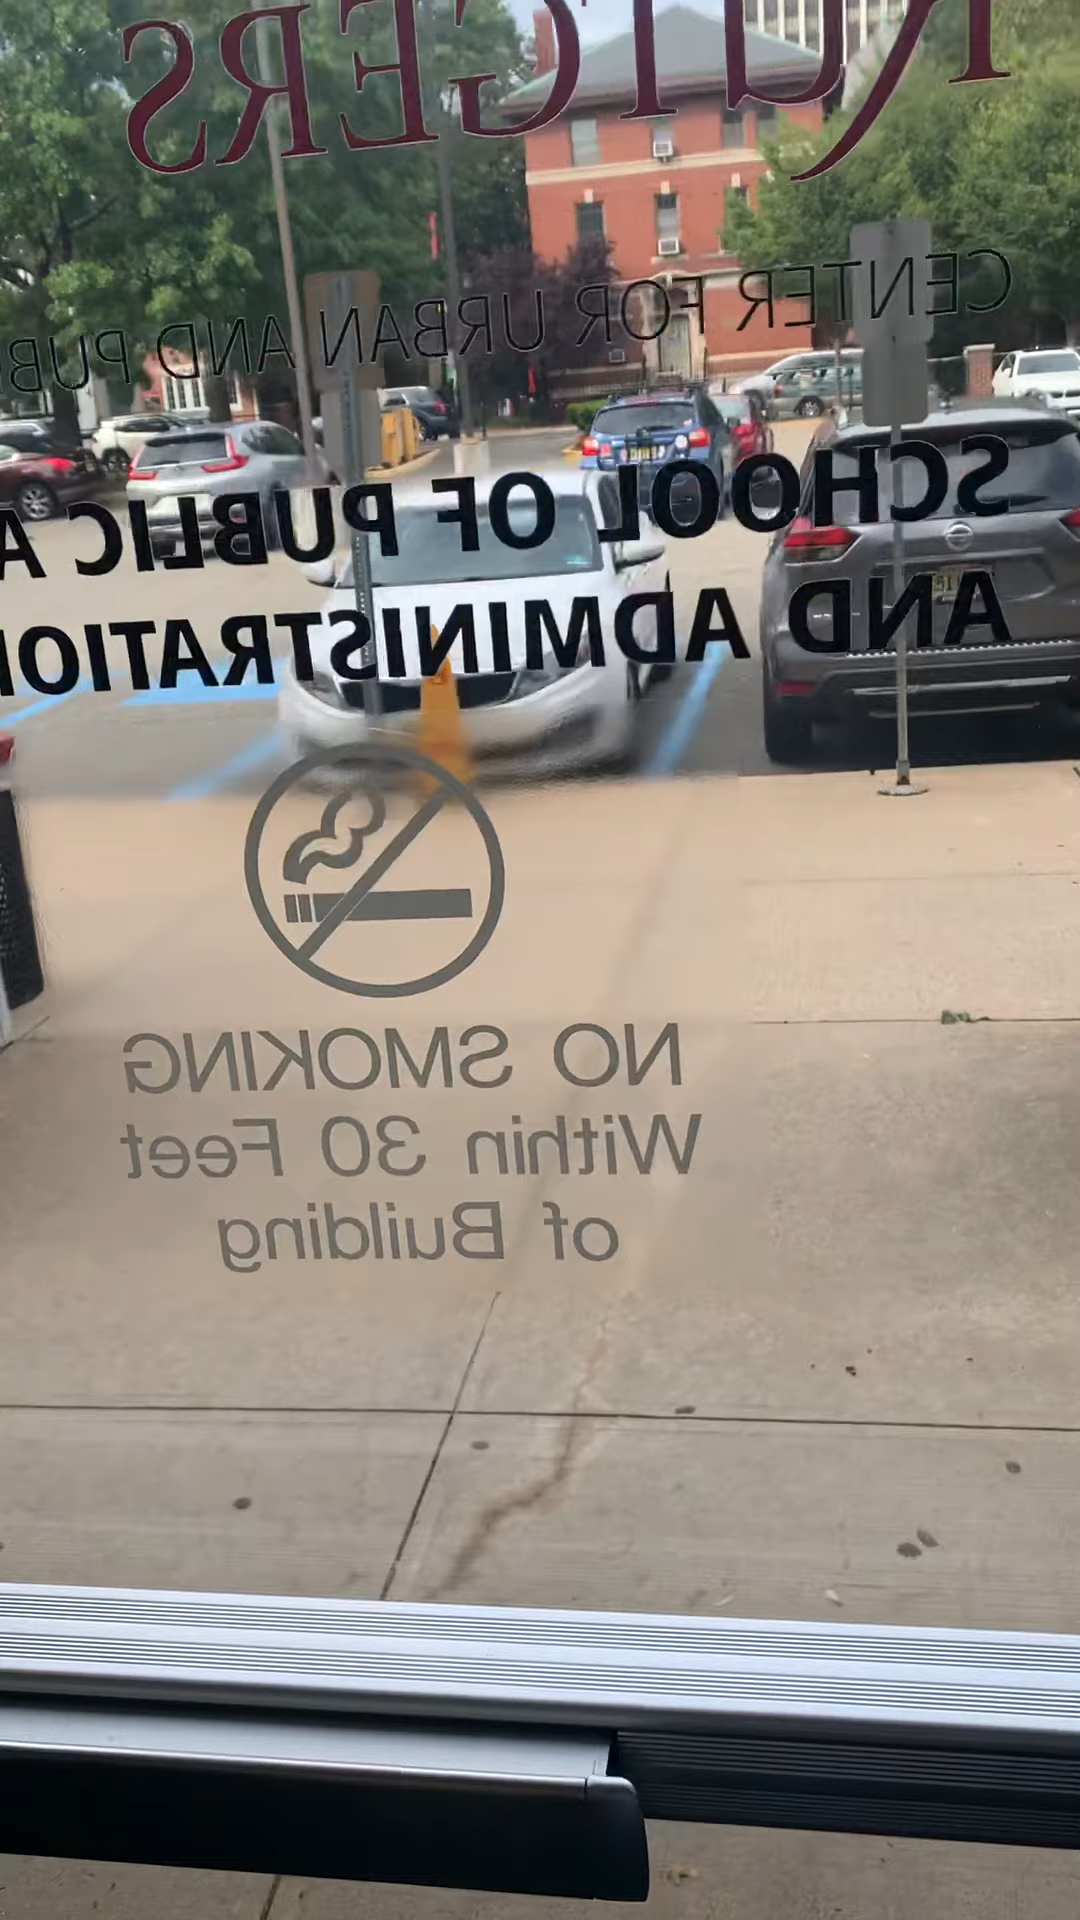 RUTGERS
CENTER FOR URBAN AND PUB
SCHOOL OF PUBLIC A
AND ADMINISTRATIO
NO SMOKING
Within 30 Feet
of Building